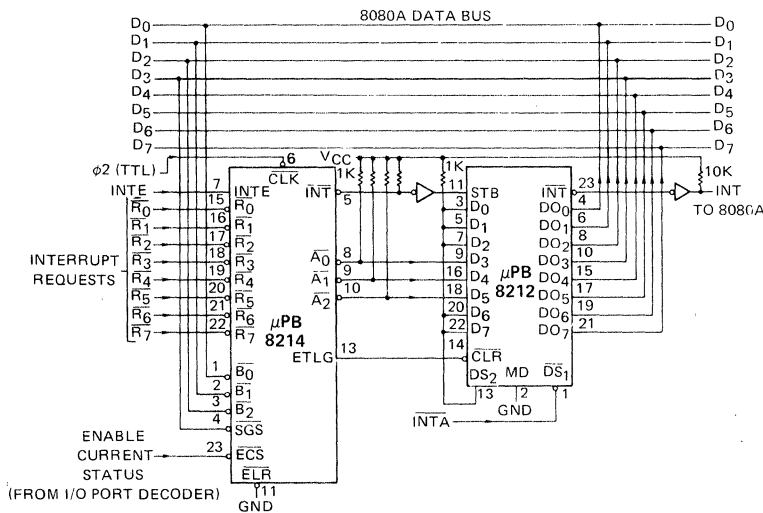 8080A DATA BUS
D0 D0
D1 D1
D2 D2
D3 D3
D4 D4
D5 D5
D6 D6
D7 D7
φ2 (TTL)
6
CLK
VCC
1K
1K
10K
INTE
7
INTE
INT
5
11
STB
INT
23
INT
TO 8080A
INTERRUPT
REQUESTS
R0
15
R0
R1
16
R1
R2
17
R2
R3
18
R3
R4
19
R4
R5
20
R5
R6
21
R6
R7
22
R7
A0
8
A1
9
A2
10
μPB
8214
ETLG
13
1
B0
2
B1
3
B2
4
SGS
ENABLE
CURRENT
STATUS
(FROM I/O PORT DECODER)
23
ECS
ELR
11
GND
3
D0
5
D1
7
D2
9
D3
16
D4
18
D5
20
D6
22
D7
μPB
8212
DO0
4
DO1
6
DO2
8
DO3
10
DO4
15
DO5
17
DO6
19
DO7
21
14
CLR
DS2
MD
DS1
13
2
1
GND
INTA